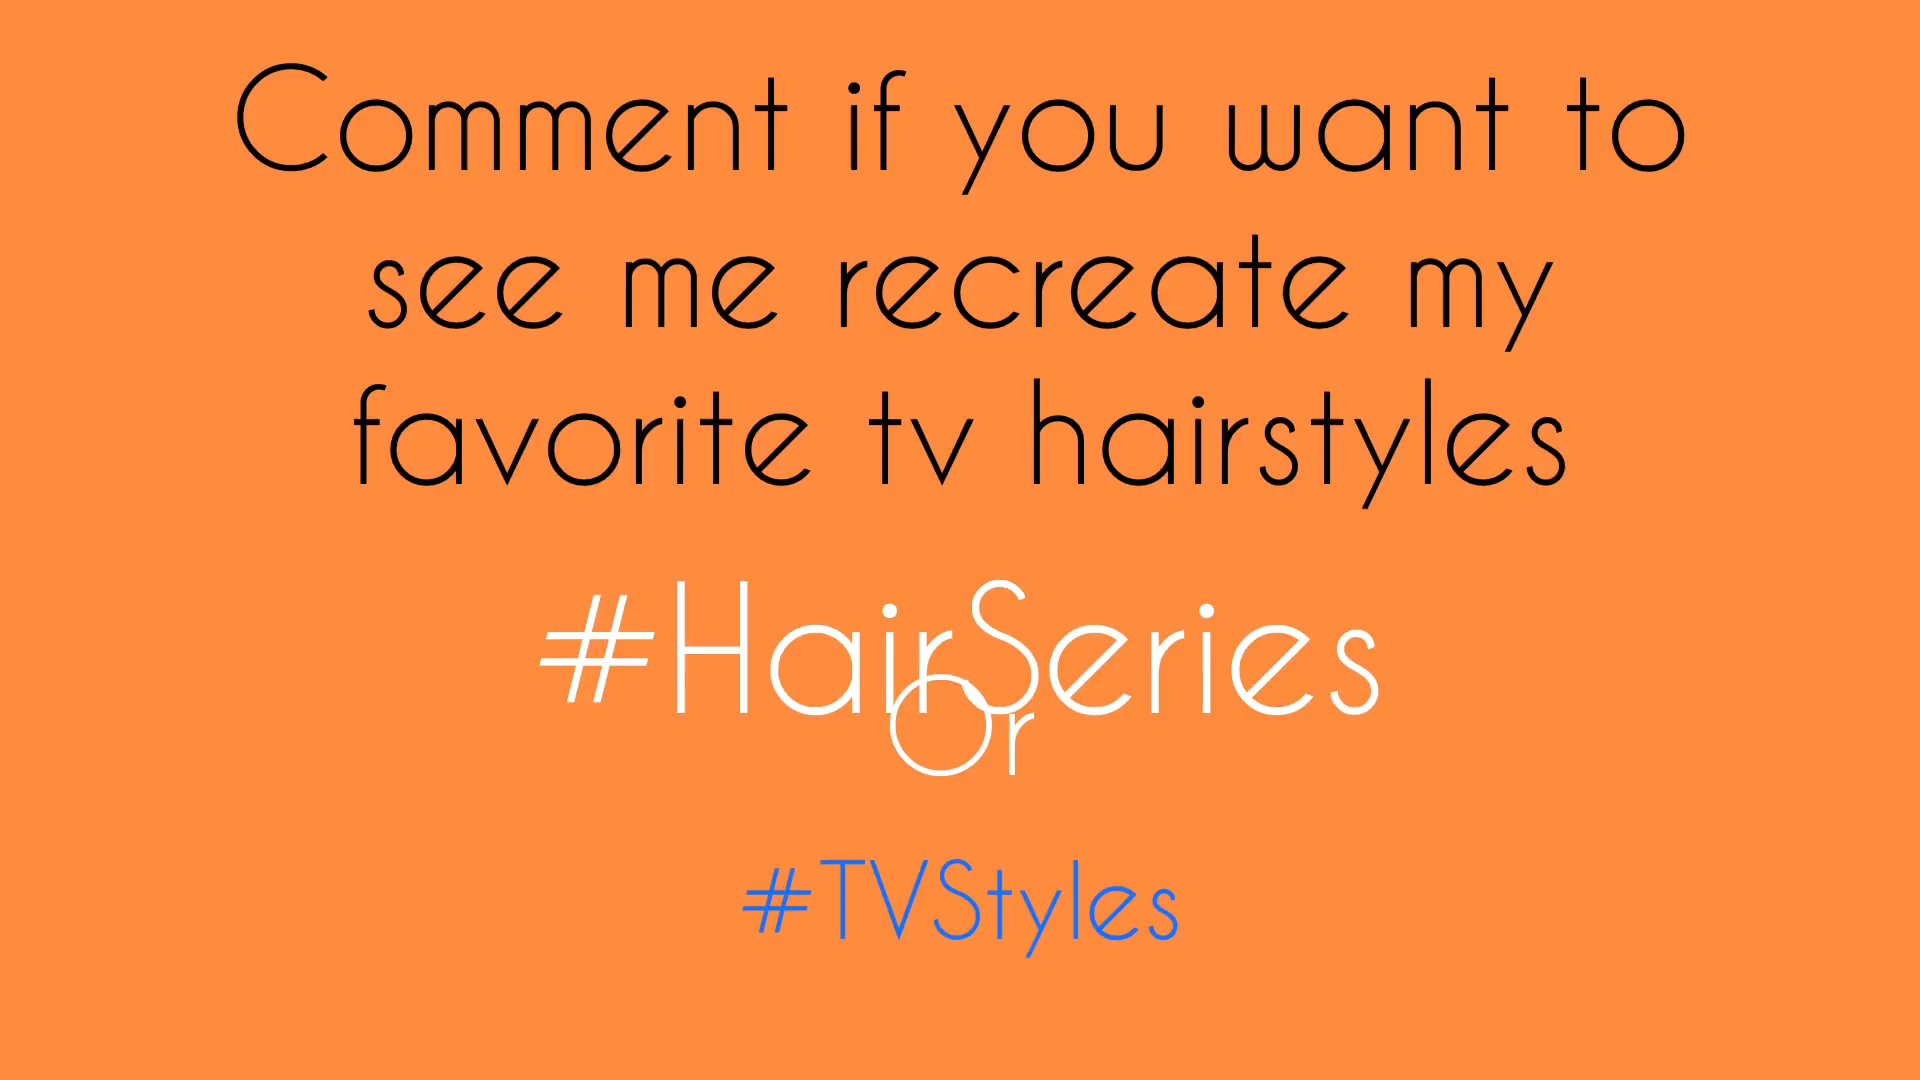 Comment if you want to
see me recreate my
favorite tv hairstyles
#HairSeries
Or
#TVStyles